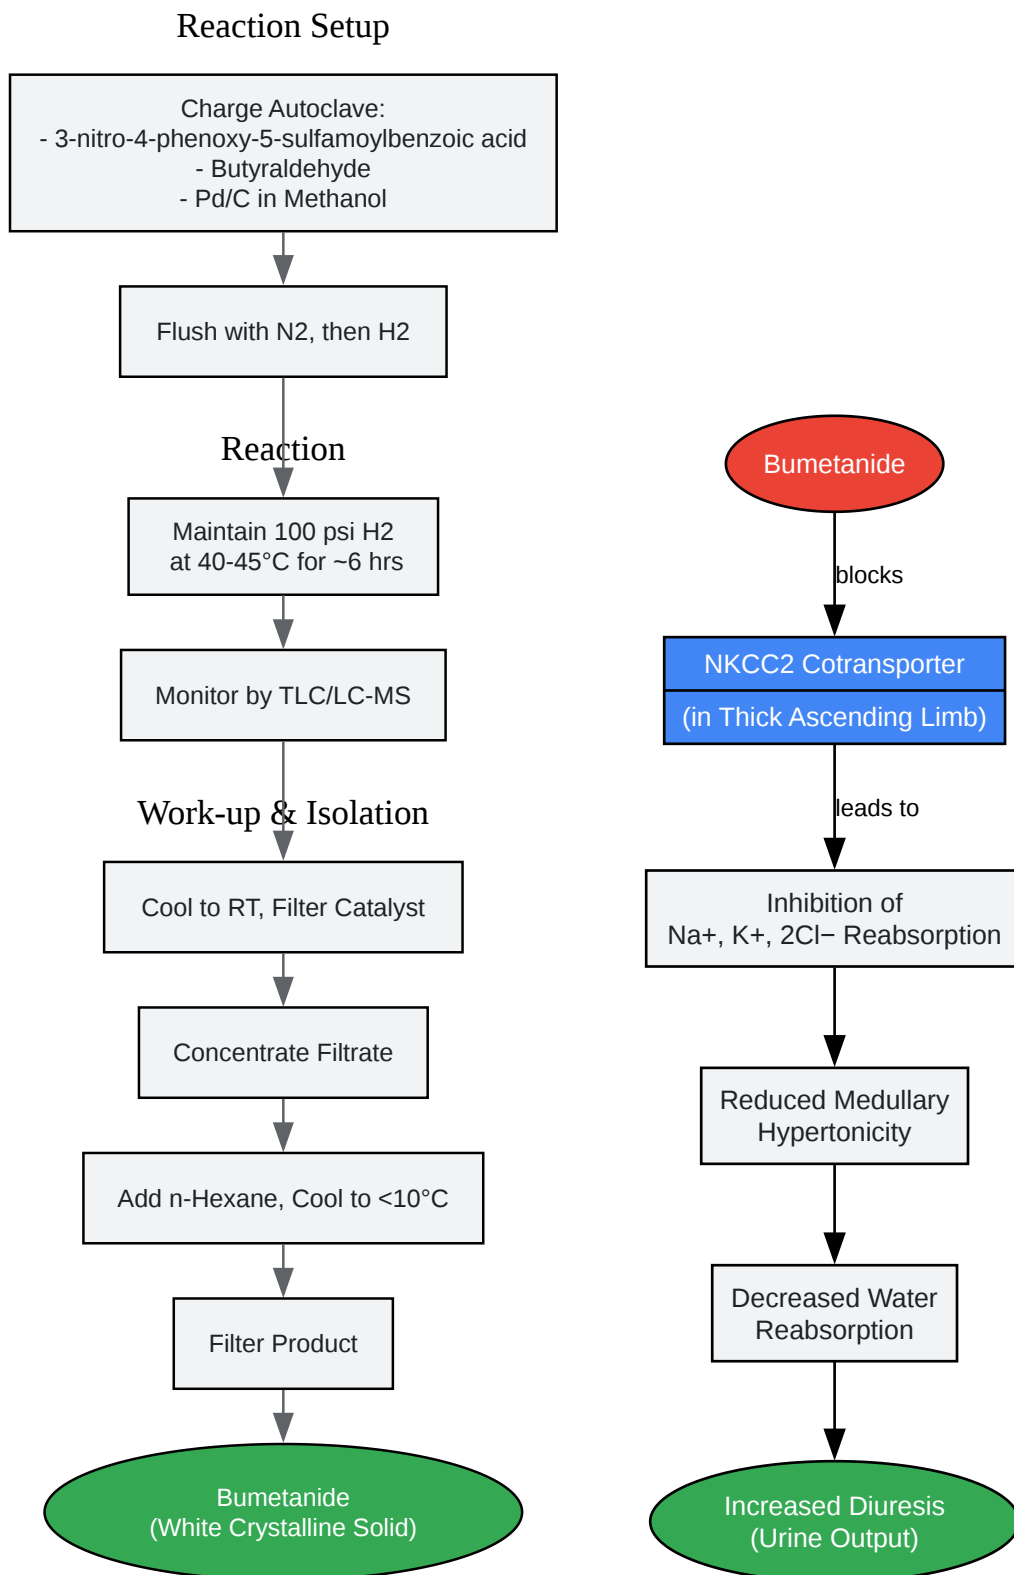 Reaction Setup
Charge Autoclave:
- 3-nitro-4-phenoxy-5-sulfamoylbenzoic acid
- Butyraldehyde
- Pd/C in Methanol
Flush with N2, then H2
Reaction
Maintain 100 psi H2
at 40-45°C for ~6 hrs
Monitor by TLC/LC-MS
Work-up & Isolation
Cool to RT, Filter Catalyst
Concentrate Filtrate
Add n-Hexane, Cool to <10°C
Filter Product
Bumetanide
(White Crystalline Solid)
Bumetanide
blocks
NKCC2 Cotransporter
(in Thick Ascending Limb)
leads to
Inhibition of
Na+, K+, 2Cl− Reabsorption
Reduced Medullary
Hypertonicity
Decreased Water
Reabsorption
Increased Diuresis
(Urine Output)